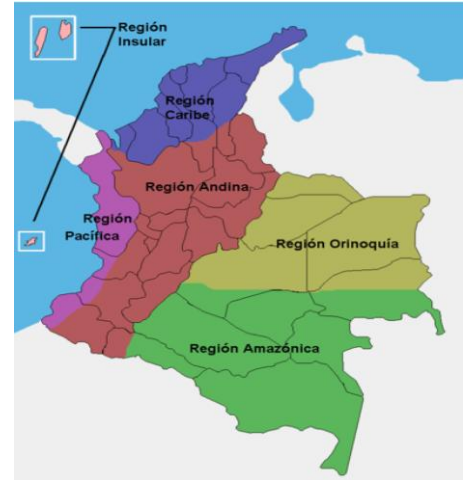 Región
Insular
Región
Caribe
Región Andina
Región
Pacífica
Región Orinoquía
Región Amazónica